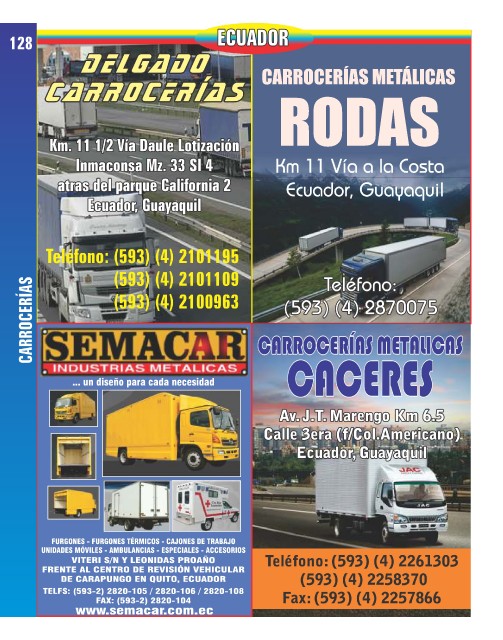 128
ECUADOR
CARROCERÍAS
DELGADO
CARROCERÍAS
Km. 11 1/2 Vía Daule Lotización
Inmaconsa Mz. 33 Sl 4
atras del parque California 2
Ecuador, Guayaquil
Teléfono: (593) (4) 2101195
(593) (4) 2101109
(593) (4) 2100963
CARROCERÍAS METÁLICAS
RODAS
Km 11 Vía a la Costa
Ecuador, Guayaquil
Teléfono:
(593) (4) 2870075
SEMACAR
INDUSTRIAS METALICAS
... un diseño para cada necesidad
FURGONES - FURGONES TÉRMICOS - CAJONES DE TRABAJO
UNIDADES MÓVILES - AMBULANCIAS - ESPECIALES - ACCESORIOS
VITERI S/N Y LEONIDAS PROAÑO
FRENTE AL CENTRO DE REVISIÓN VEHICULAR
DE CARAPUNGO EN QUITO, ECUADOR
TELFS: (593-2) 2820-105 / 2820-106 / 2820-108
FAX: (593-2) 2820-104
www.semacar.com.ec
CARROCERÍAS METALICAS
CACERES
Av. J.T. Marengo Km 6.5
Calle 3era (f/Col.Americano)
Ecuador, Guayaquil
JAC
Teléfono: (593) (4) 2261303
(593) (4) 2258370
Fax: (593) (4) 2257866